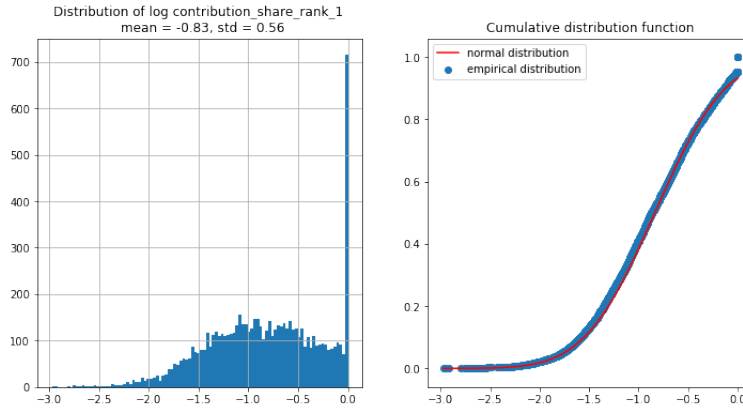 Distribution of log contribution_share_rank_1
mean = -0.83, std = 0.56
700
600
500
400
300
200
100
0
−3.0 −2.5 −2.0 −1.5 −1.0 −0.5 0.0
Cumulative distribution function
normal distribution
empirical distribution
1.0
0.8
0.6
0.4
0.2
0.0
−3.0 −2.5 −2.0 −1.5 −1.0 −0.5 0.0